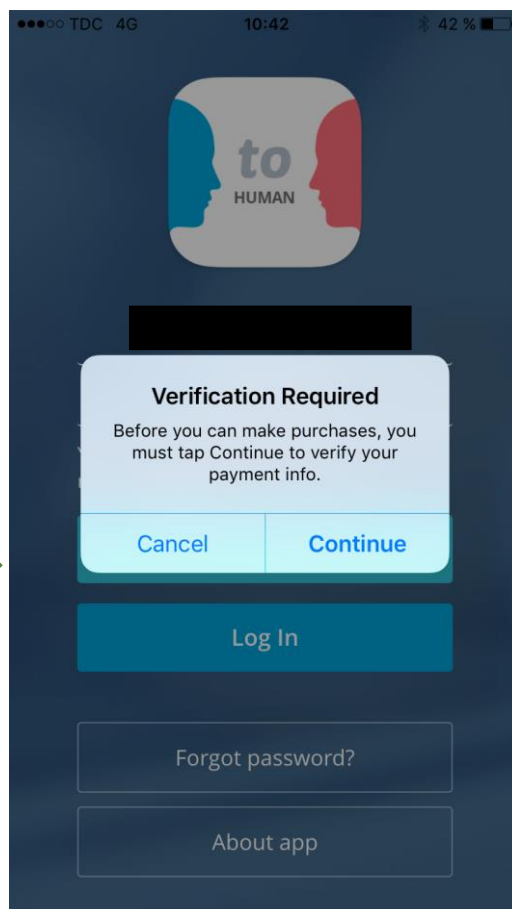 TDC 4G 10:42 42 %
to
HUMAN
Verification Required
Before you can make purchases, you
must tap Continue to verify your
payment info.
Cancel Continue
Log In
Forgot password?
About app